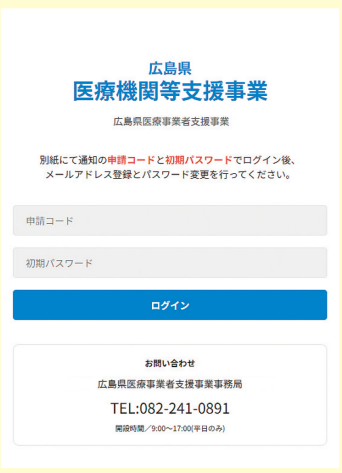 広島県
医療機関等支援事業
広島県医療事業者支援事業
別紙にて通知の申請コードと初期パスワードでログイン後、
メールアドレス登録とパスワード変更を行ってください。
申請コード
初期パスワード
ログイン
お問い合わせ
広島県医療事業者支援事業事務局
TEL:082-241-0891
開設時間／9:00〜17:00(平日のみ)